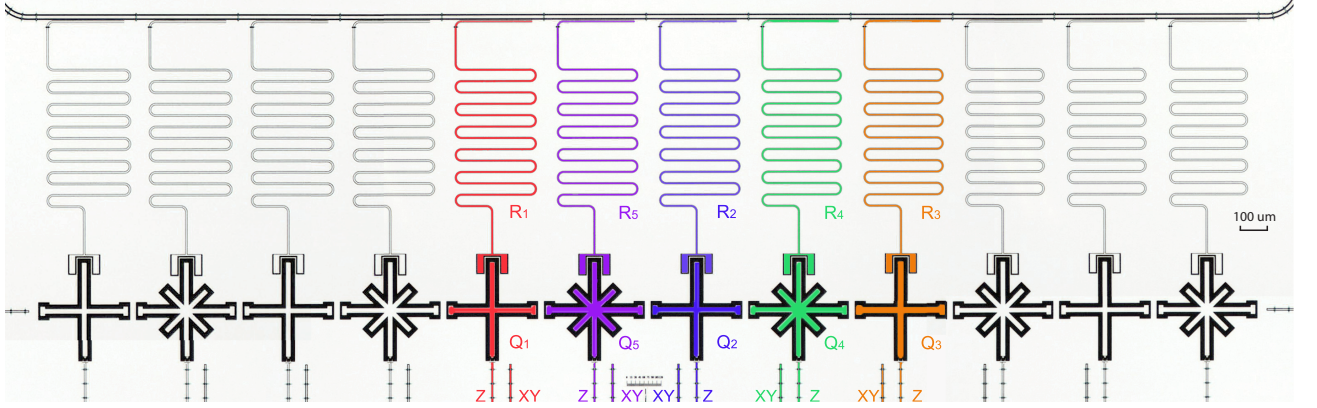 R1 R5 R2 R4 R3
100 um
Q1 Q5 Q2 Q4 Q3
Z XY Z XY XY Z XY Z XY Z